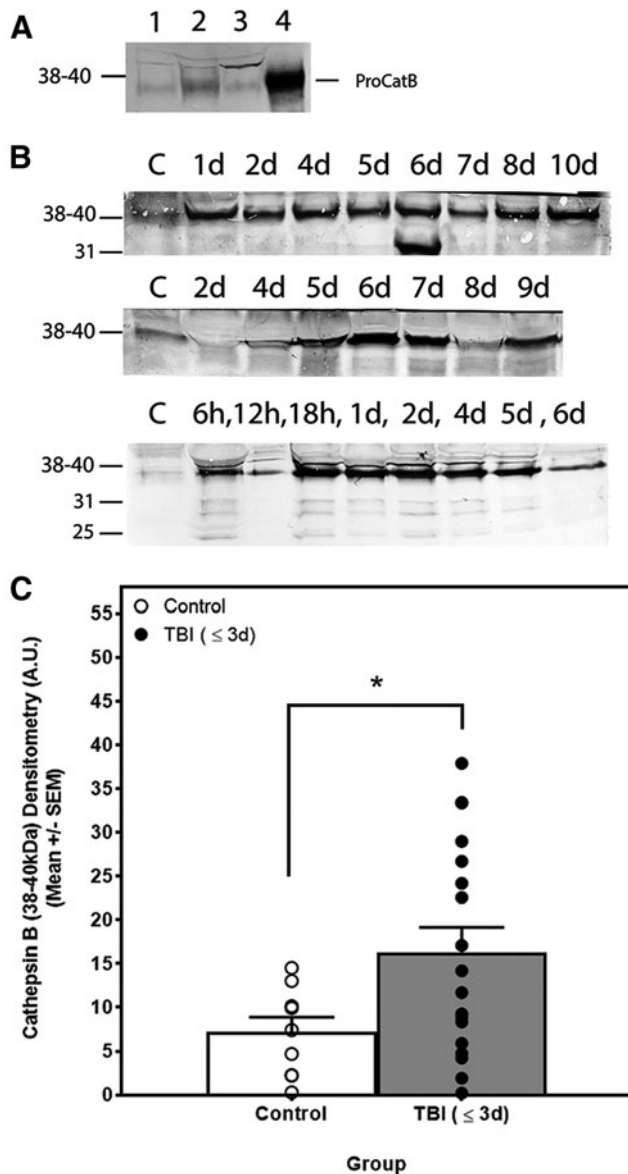 A
1 2 3 4
38-40
ProCatB
B
C 1d 2d 4d 5d 6d 7d 8d 10d
38-40
31
C 2d 4d 5d 6d 7d 8d 9d
38-40
C 6h,12h,18h, 1d, 2d, 4d 5d , 6d
38-40
31
25
C
Control
TBI ( ≤ 3d)
*
55
50
45
40
35
30
25
20
15
10
5
0
Cathepsin B (38-40kDa) Densitometry (A.U.)
(Mean +/- SEM)
Control TBI ( ≤ 3d)
Group